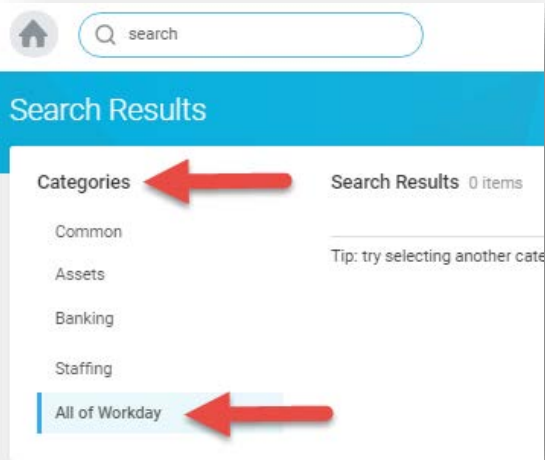 search
Search Results
Categories
Search Results 0 items
Common
Tip: try selecting another cate
Assets
Banking
Staffing
All of Workday